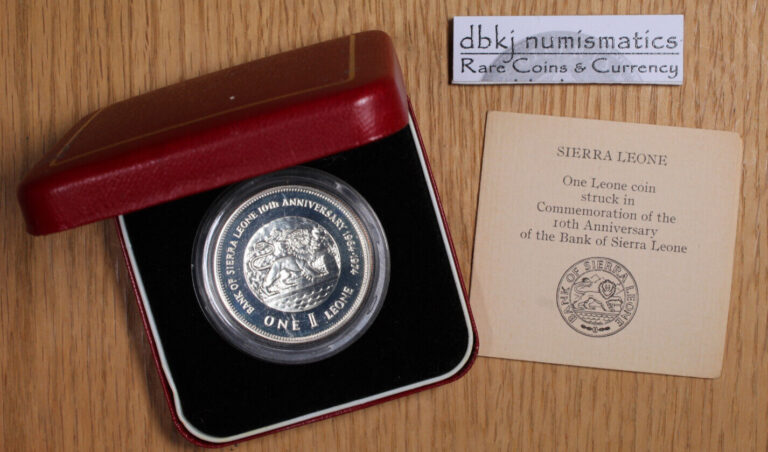 dbkj numismatics
Rare Coins & Currency
SIERRA LEONE
One Leone coin
struck in
Commemoration of the
10th Anniversary
of the Bank of Sierra Leone
BANK OF SIERRA LEONE
BANK OF SIERRA LEONE 10th ANNIVERSARY 1964-1974
ONE LEONE